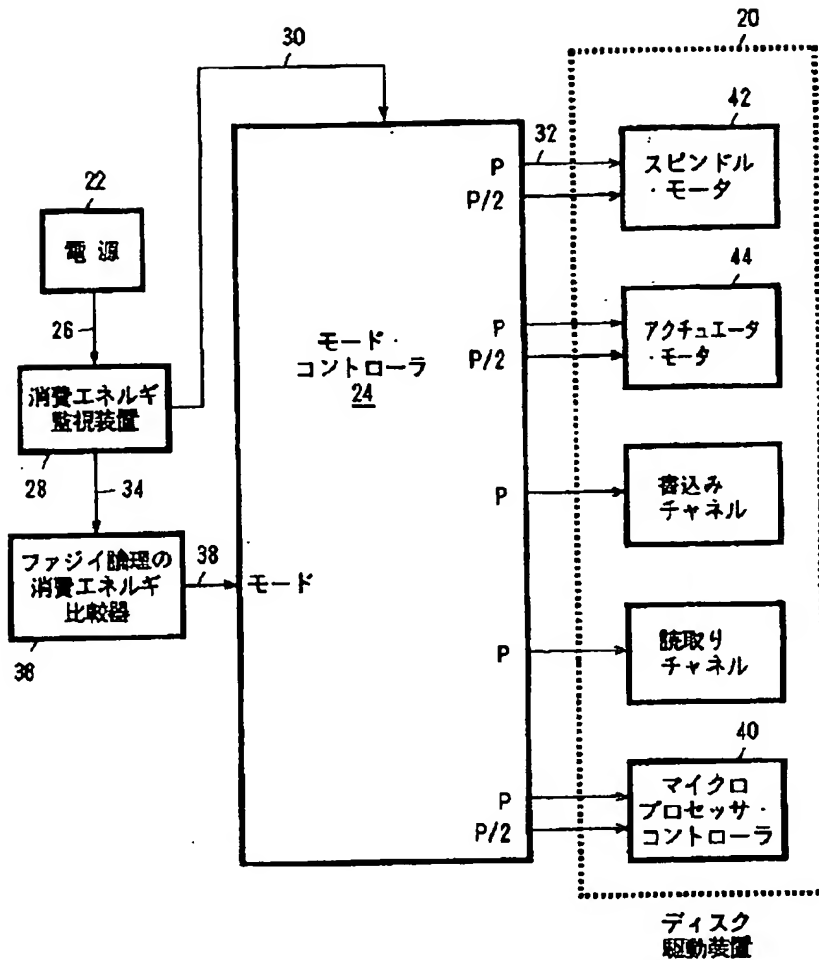 30
20
42
P
32
スピンドル
・モータ
P/2
22
電 源
44
26
P
アクチュエータ
・モータ
P/2
モード・
コントローラ
24
消費エネルギ
監視装置
28
34
P
書込み
チャネル
ファジイ論理の
消費エネルギ
比較器
38
モード
36
P
読取り
チャネル
40
P
マイクロ
プロセッサ・
コントローラ
P/2
ディスク
駆動装置